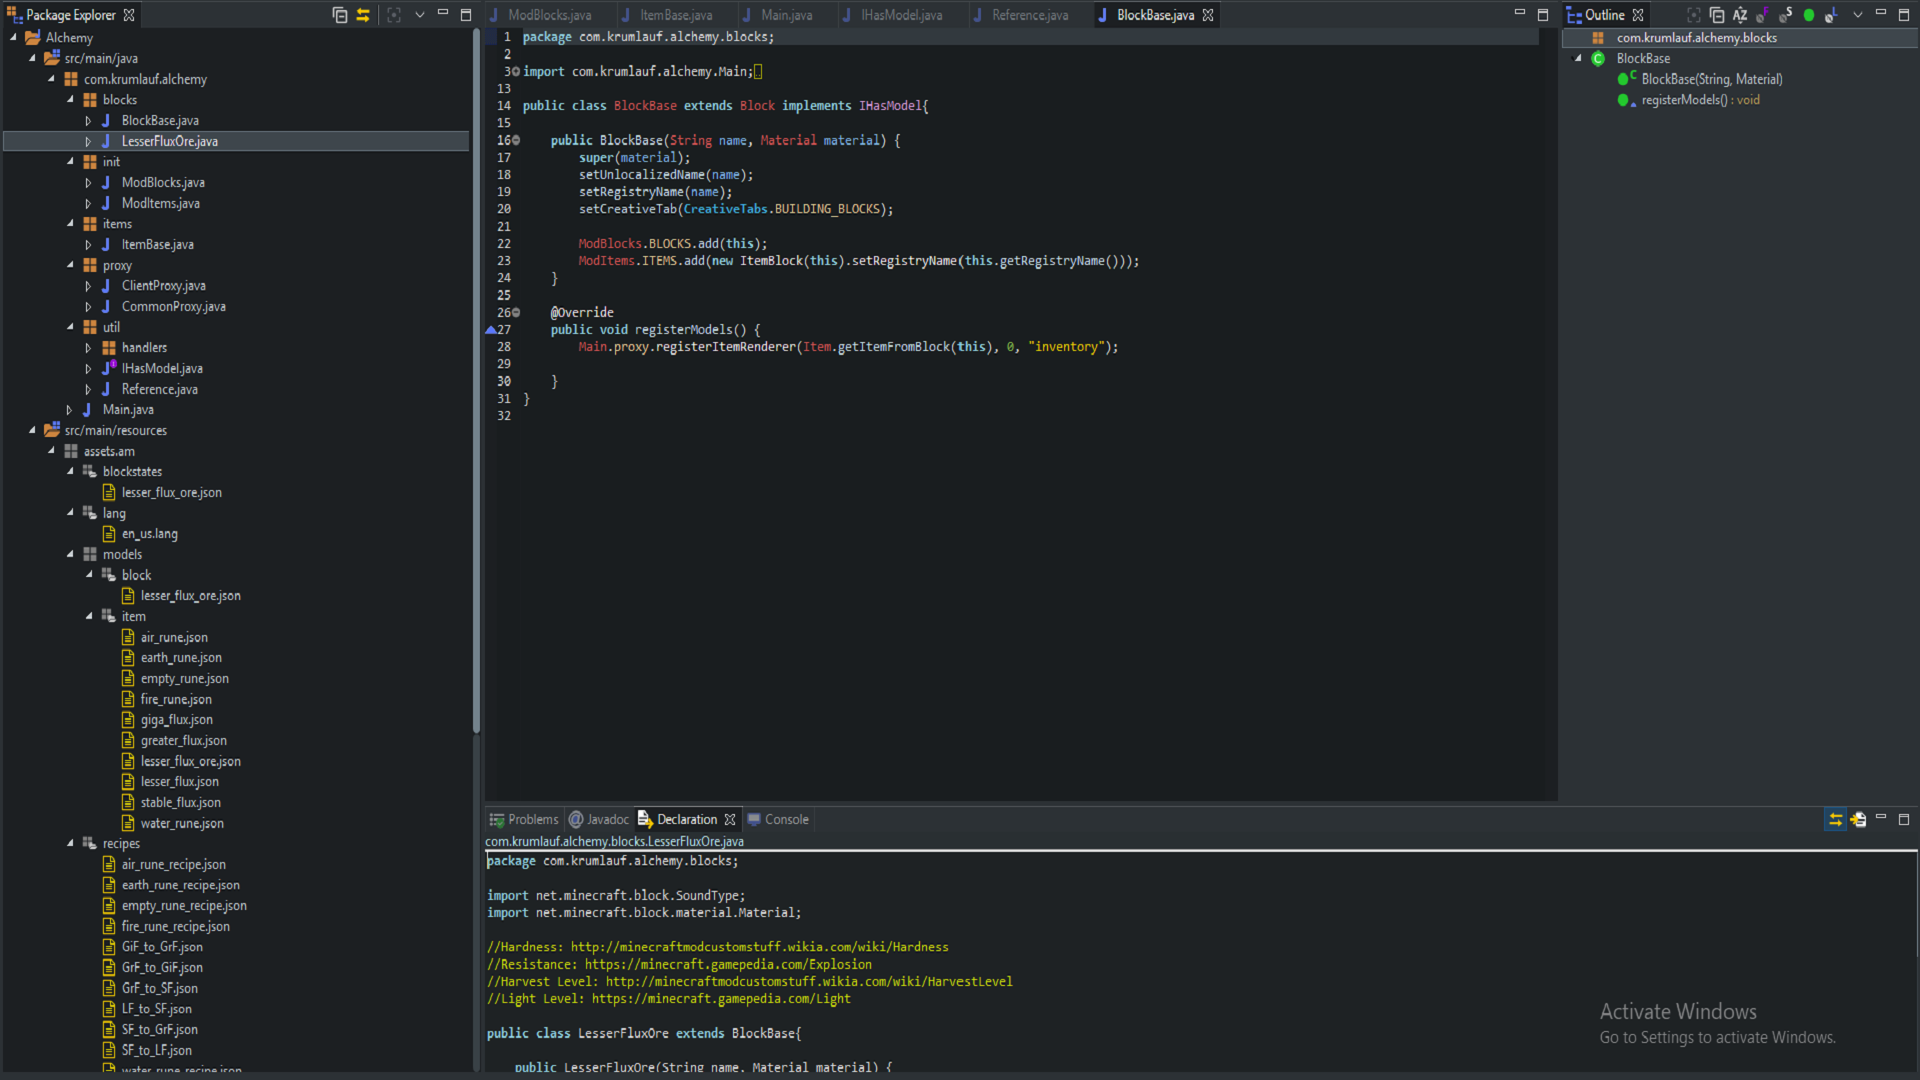 Package Explorer
Alchemy
src/main/java
com.krumlauf.alchemy
blocks
BlockBase.java
LesserFluxOre.java
init
ModBlocks.java
ModItems.java
items
ItemBase.java
proxy
ClientProxy.java
CommonProxy.java
util
handlers
IHasModel.java
Reference.java
Main.java
src/main/resources
assets.am
blockstates
lesser_flux_ore.json
lang
en_us.lang
models
block
lesser_flux_ore.json
item
air_rune.json
earth_rune.json
empty_rune.json
fire_rune.json
giga_flux.json
greater_flux.json
lesser_flux_ore.json
lesser_flux.json
stable_flux.json
water_rune.json
recipes
air_rune_recipe.json
earth_rune_recipe.json
empty_rune_recipe.json
fire_rune_recipe.json
GiF_to_GrF.json
GrF_to_GiF.json
GrF_to_SF.json
LF_to_SF.json
SF_to_GrF.json
SF_to_LF.json
water_rune_recipe.json
ModBlocks.java ItemBase.java Main.java IHasModel.java Reference.java BlockBase.java
1 package com.krumlauf.alchemy.blocks;
2
3 import com.krumlauf.alchemy.Main;
13
14 public class BlockBase extends Block implements IHasModel{
15
16 public BlockBase(String name, Material material) {
17 super(material);
18 setUnlocalizedName(name);
19 setRegistryName(name);
20 setCreativeTab(CreativeTabs.BUILDING_BLOCKS);
21
22 ModBlocks.BLOCKS.add(this);
23 ModItems.ITEMS.add(new ItemBlock(this).setRegistryName(this.getRegistryName()));
24 }
25
26 @Override
27 public void registerModels() {
28 Main.proxy.registerItemRenderer(Item.getItemFromBlock(this), 0, "inventory");
29
30 }
31 }
32
Outline
com.krumlauf.alchemy.blocks
BlockBase
BlockBase(String, Material)
registerModels() : void
Problems Javadoc Declaration Console
com.krumlauf.alchemy.blocks.LesserFluxOre.java
package com.krumlauf.alchemy.blocks;
import net.minecraft.block.SoundType;
import net.minecraft.block.material.Material;
//Hardness: http://minecraftmodcustomstuff.wikia.com/wiki/Hardness
//Resistance: https://minecraft.gamepedia.com/Explosion
//Harvest Level: http://minecraftmodcustomstuff.wikia.com/wiki/HarvestLevel
//Light Level: https://minecraft.gamepedia.com/Light
public class LesserFluxOre extends BlockBase{
public LesserFluxOre(String name, Material material) {
Activate Windows
Go to Settings to activate Windows.